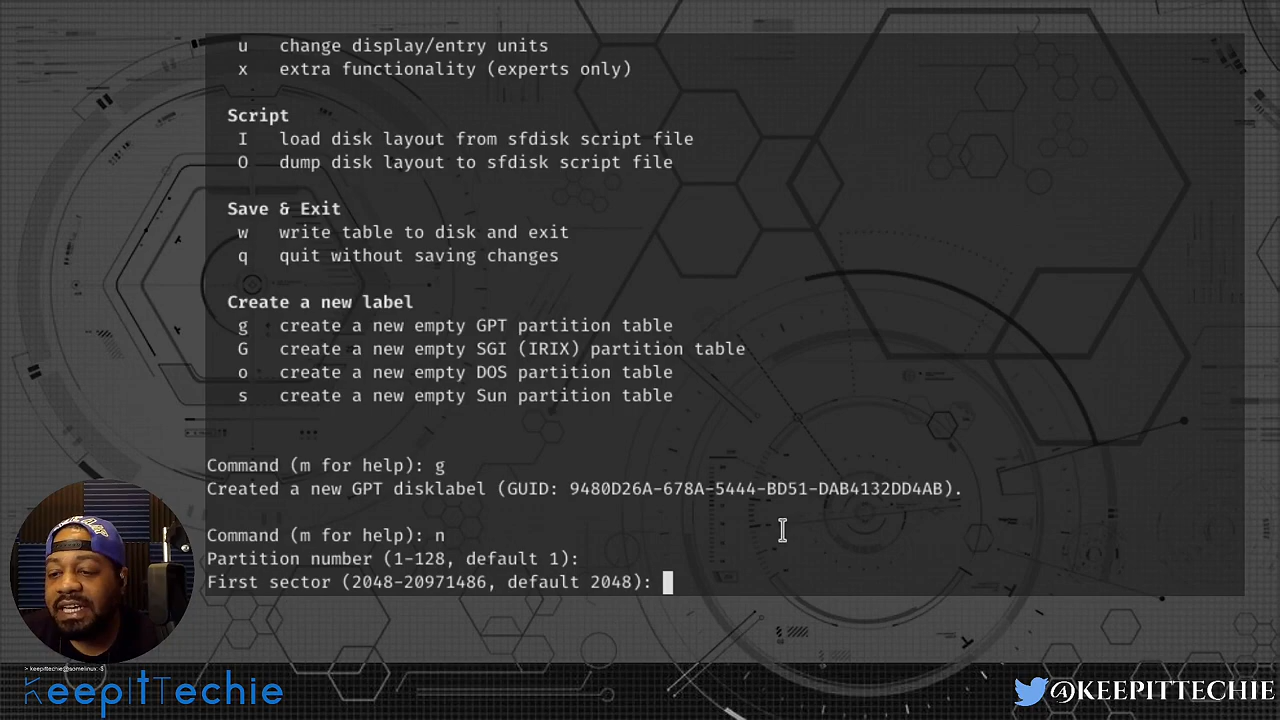 u change display/entry units
x extra functionality (experts only)
Script
I load disk layout from sfdisk script file
O dump disk layout to sfdisk script file
Save & Exit
w write table to disk and exit
q quit without saving changes
Create a new label
g create a new empty GPT partition table
G create a new empty SGI (IRIX) partition table
o create a new empty DOS partition table
s create a new empty Sun partition table
Command (m for help): g
Created a new GPT disklabel (GUID: 9480D26A-678A-5444-BD51-DAB4132DD4AB).
Command (m for help): n
Partition number (1-128, default 1):
First sector (2048-20971486, default 2048):
> keepittechie@somelinux:-$
KeepItTechie
@KEEPITTECHIE